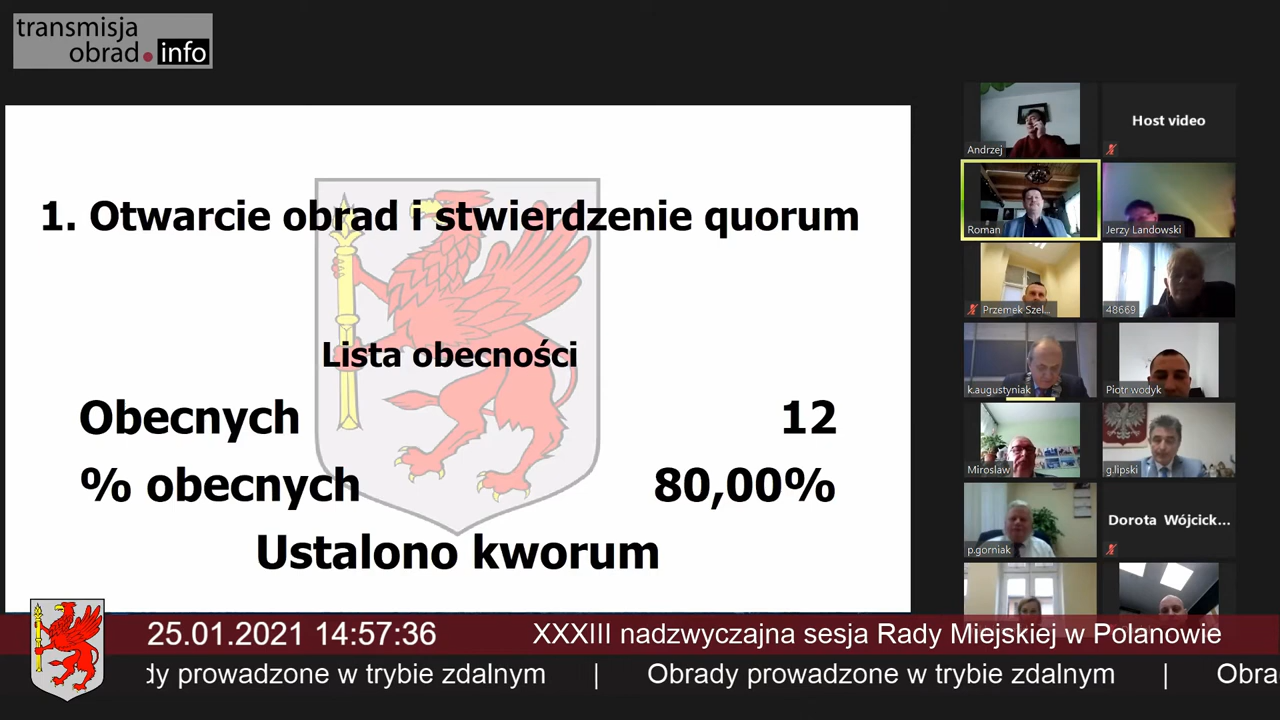 transmisja
obrad.info
1. Otwarcie obrad i stwierdzenie quorum
Lista obecności
Obecnych 12
% obecnych 80,00%
Ustalono kworum
Andrzej
Host video
Roman
Jerzy Landowski
Przemek Szel...
48669
k.augustyniak
Piotr wodyk
Miroslaw
g.lipski
p.gorniak
Dorota Wójcick...
25.01.2021 14:57:36 XXXIII nadzwyczajna sesja Rady Miejskiej w Polanowie
dy prowadzone w trybie zdalnym | Obrady prowadzone w trybie zdalnym | Obra